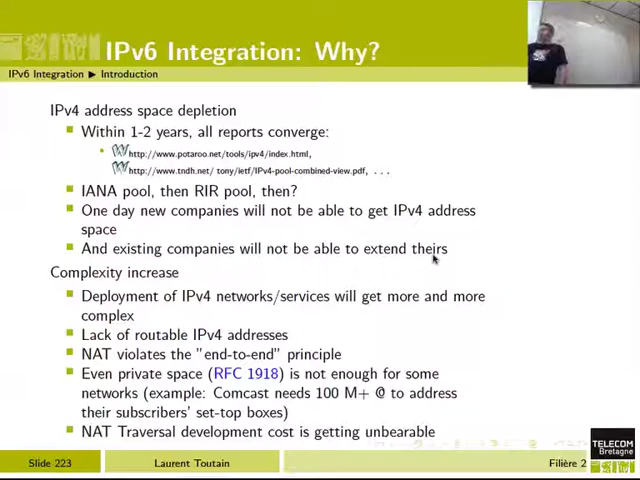 IPv6 Integration: Why?
IPv6 Integration ▶ Introduction
IPv4 address space depletion
Within 1-2 years, all reports converge:
http://www.potaroo.net/tools/ipv4/index.html,
http://www.tndh.net/ tony/ietf/IPv4-pool-combined-view.pdf, . . .
IANA pool, then RIR pool, then?
One day new companies will not be able to get IPv4 address
space
And existing companies will not be able to extend theirs
Complexity increase
Deployment of IPv4 networks/services will get more and more
complex
Lack of routable IPv4 addresses
NAT violates the "end-to-end" principle
Even private space (RFC 1918) is not enough for some
networks (example: Comcast needs 100 M+ @ to address
their subscribers' set-top boxes)
NAT Traversal development cost is getting unbearable
TELECOM
Bretagne
Slide 223 Laurent Toutain Filière 2